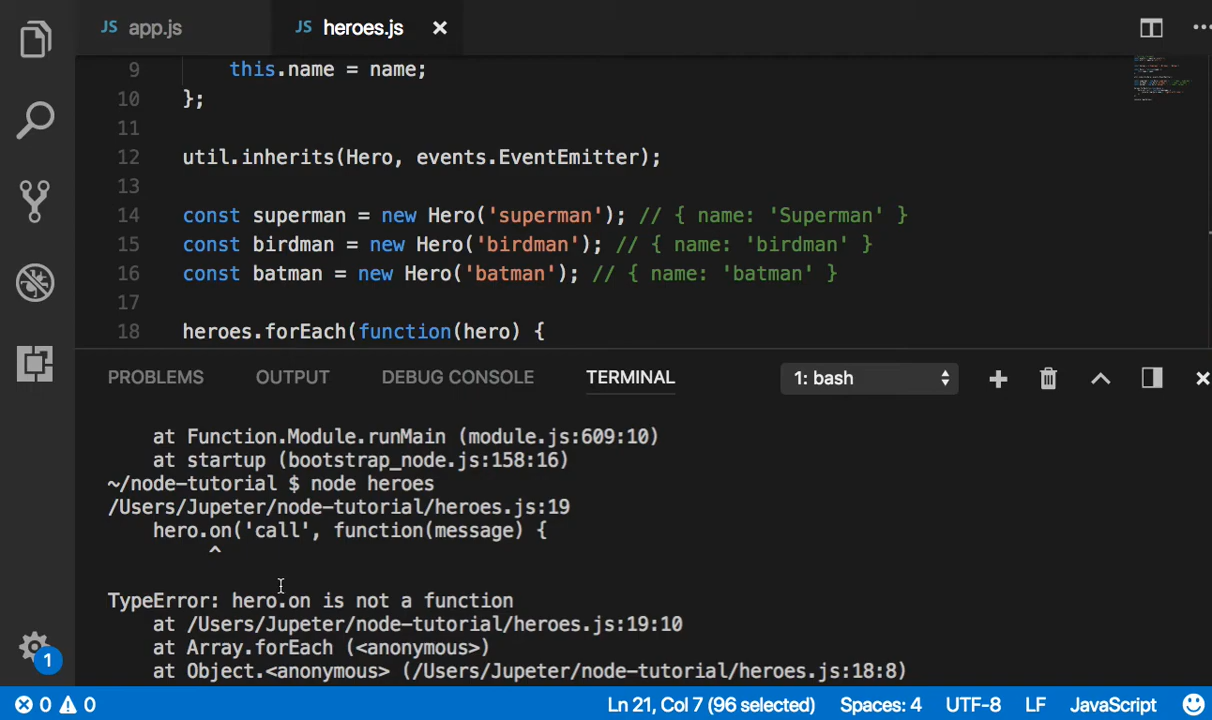 JS app.js JS heroes.js
9 this.name = name;
10 };
11
12 util.inherits(Hero, events.EventEmitter);
13
14 const superman = new Hero('superman'); // { name: 'Superman' }
15 const birdman = new Hero('birdman'); // { name: 'birdman' }
16 const batman = new Hero('batman'); // { name: 'batman' }
17
18 heroes.forEach(function(hero) {
PROBLEMS OUTPUT DEBUG CONSOLE TERMINAL 1: bash
at Function.Module.runMain (module.js:609:10)
at startup (bootstrap_node.js:158:16)
~/node-tutorial $ node heroes
/Users/Jupeter/node-tutorial/heroes.js:19
hero.on('call', function(message) {
^
TypeError: hero.on is not a function
at /Users/Jupeter/node-tutorial/heroes.js:19:10
at Array.forEach (<anonymous>)
at Object.<anonymous> (/Users/Jupeter/node-tutorial/heroes.js:18:8)
1
0 0 Ln 21, Col 7 (96 selected) Spaces: 4 UTF-8 LF JavaScript